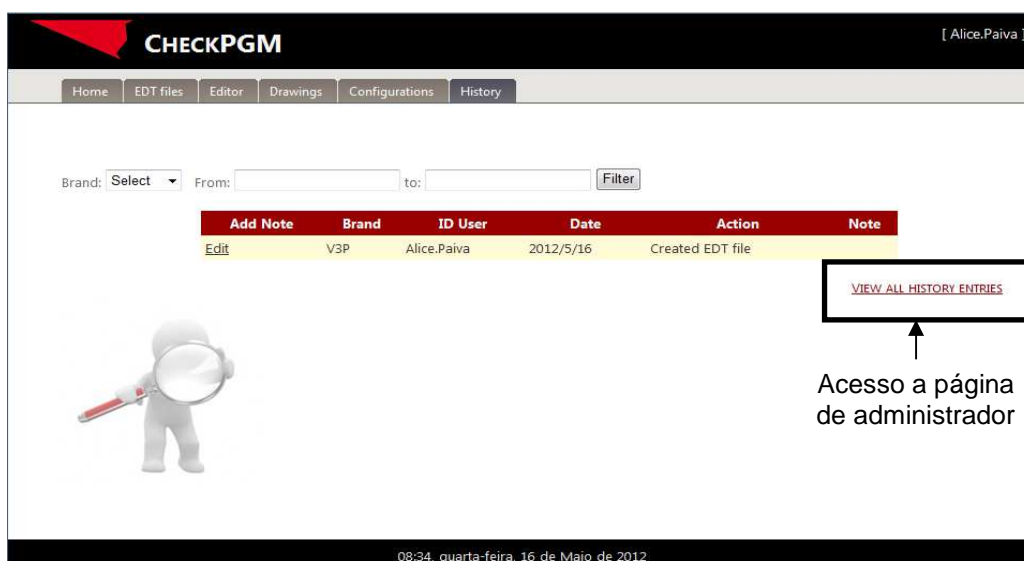 CHECKPGM
[ Alice.Paiva ]
Home EDT files Editor Drawings Configurations History
Brand: Select From: to: Filter
Add Note Brand ID User Date Action Note
Edit V3P Alice.Paiva 2012/5/16 Created EDT file
VIEW ALL HISTORY ENTRIES
Acesso a página
de administrador
08:34, quarta-feira, 16 de Maio de 2012